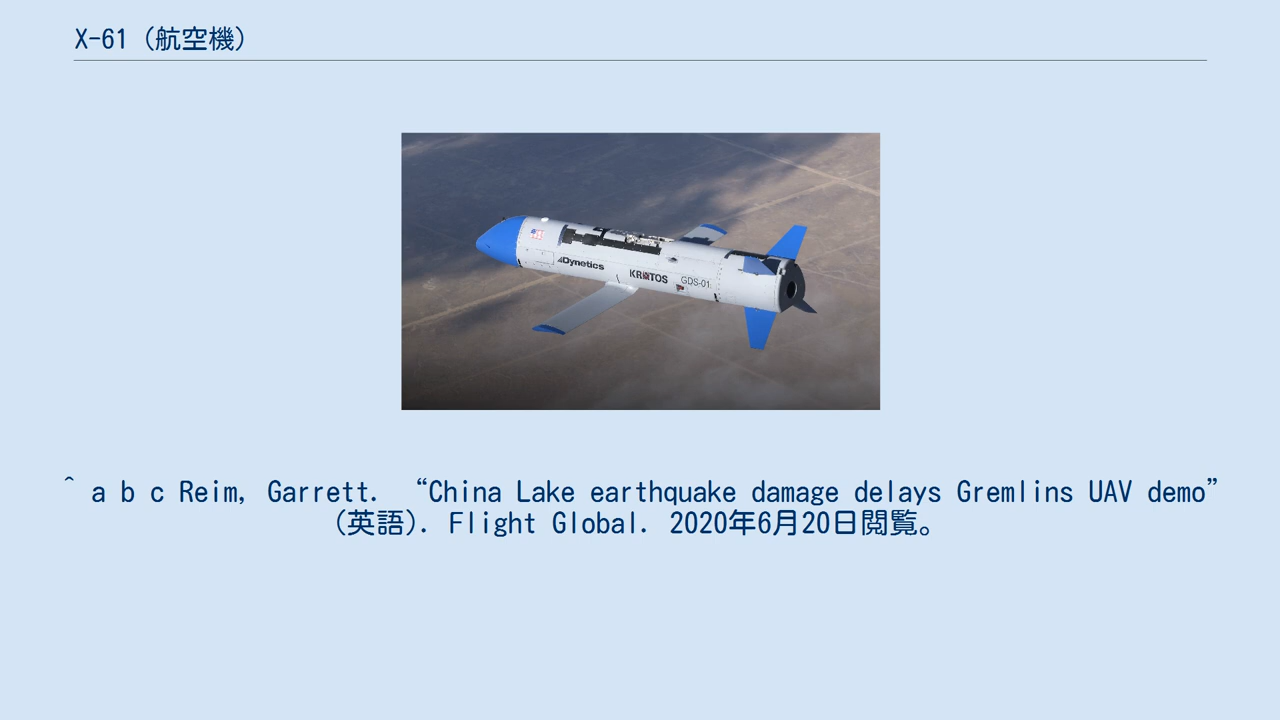 X-61（航空機）
Dynetics
KRATOS
GDS-01
^ a b c Reim, Garrett. “China Lake earthquake damage delays Gremlins UAV demo”
（英語）. Flight Global. 2020年6月20日閲覧。